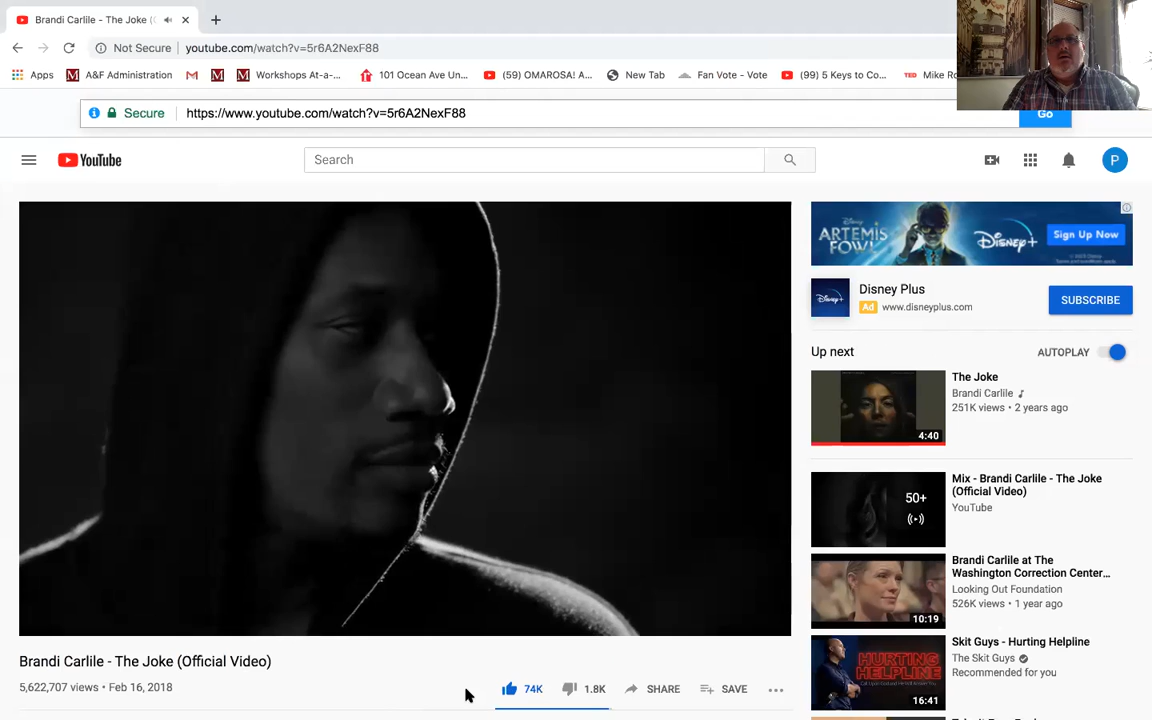 Brandi Carlile - The Joke (
Not Secure youtube.com/watch?v=5r6A2NexF88
Apps A&F Administration Workshops At-a-... 101 Ocean Ave Un... (59) OMAROSA! A... New Tab Fan Vote - Vote (99) 5 Keys to Co... TED Mike Ro
Secure https://www.youtube.com/watch?v=5r6A2NexF88 Go
YouTube Search P
ARTEMIS
FOWL Disney+ Sign Up Now
Disney Plus
Ad www.disneyplus.com SUBSCRIBE
Up next AUTOPLAY
The Joke
Brandi Carlile
251K views • 2 years ago
4:40
Mix - Brandi Carlile - The Joke
(Official Video)
YouTube
50+
Brandi Carlile at The
Washington Correction Center...
Looking Out Foundation
526K views • 1 year ago
10:19
Skit Guys - Hurting Helpline
The Skit Guys
Recommended for you
HURTING
HELPLINE
16:41
Brandi Carlile - The Joke (Official Video)
5,622,707 views • Feb 16, 2018
74K 1.8K SHARE SAVE